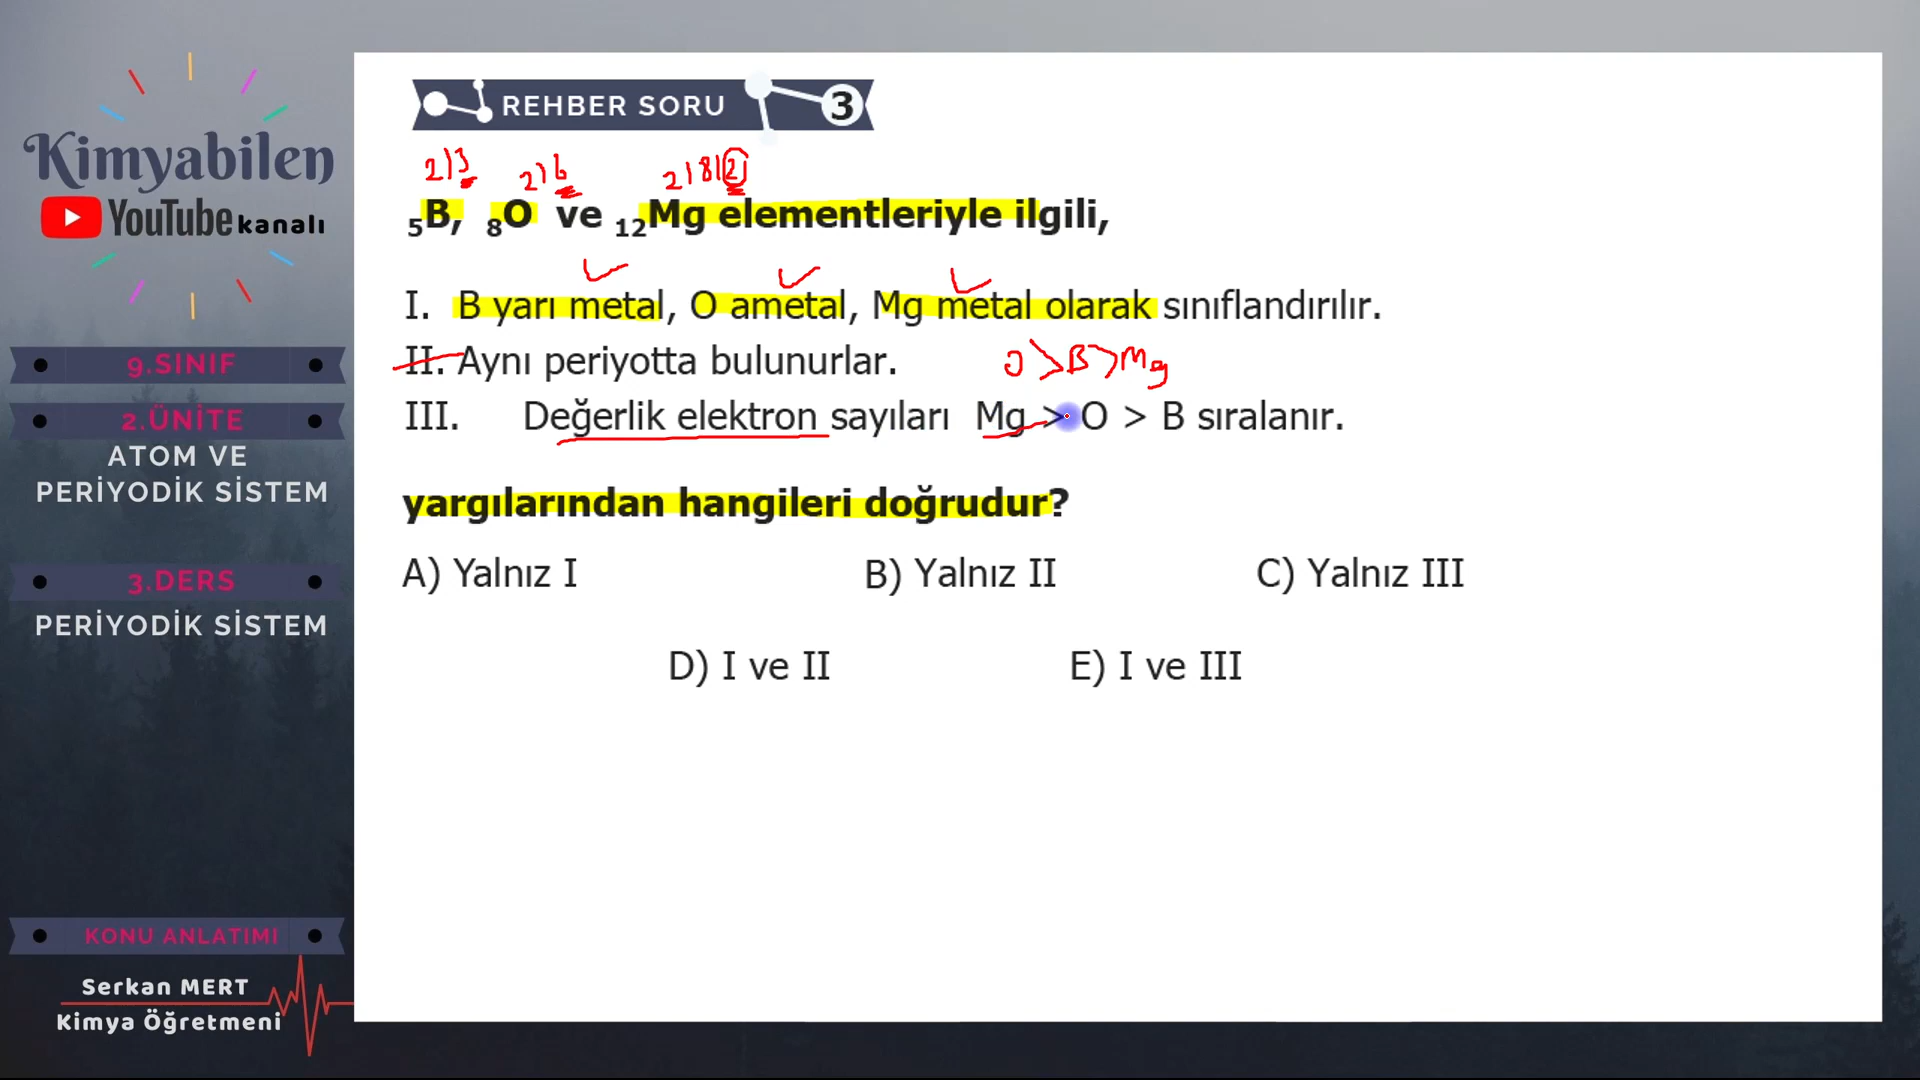 Kimyabilen
YouTube kanalı
9.SINIF
2.ÜNİTE
ATOM VE
PERİYODİK SİSTEM
3.DERS
PERİYODİK SİSTEM
KONU ANLATIMI
Serkan MERT
Kimya Öğretmeni
REHBER SORU 3
2)3 2)6 2)8)2)
₅B, ₈O ve ₁₂Mg elementleriyle ilgili,
I. B yarı metal, O ametal, Mg metal olarak sınıflandırılır.
II. Aynı periyotta bulunurlar.
O > B > Mg
III. Değerlik elektron sayıları Mg > O > B sıralanır.
yargılarından hangileri doğrudur?
A) Yalnız I B) Yalnız II C) Yalnız III
D) I ve II E) I ve III